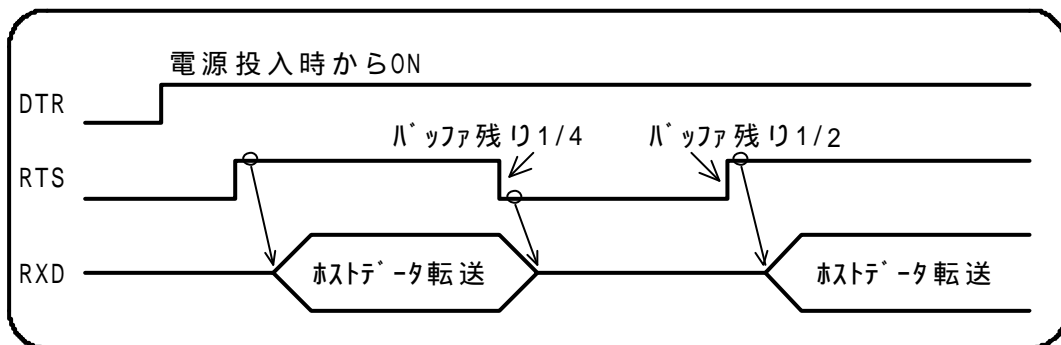 電源投入時からON
DTR
ﾊﾞｯﾌｧ残り1/4 ﾊﾞｯﾌｧ残り1/2
RTS
RXD ﾎｽﾄﾃﾞｰﾀ転送 ﾎｽﾄﾃﾞｰﾀ転送